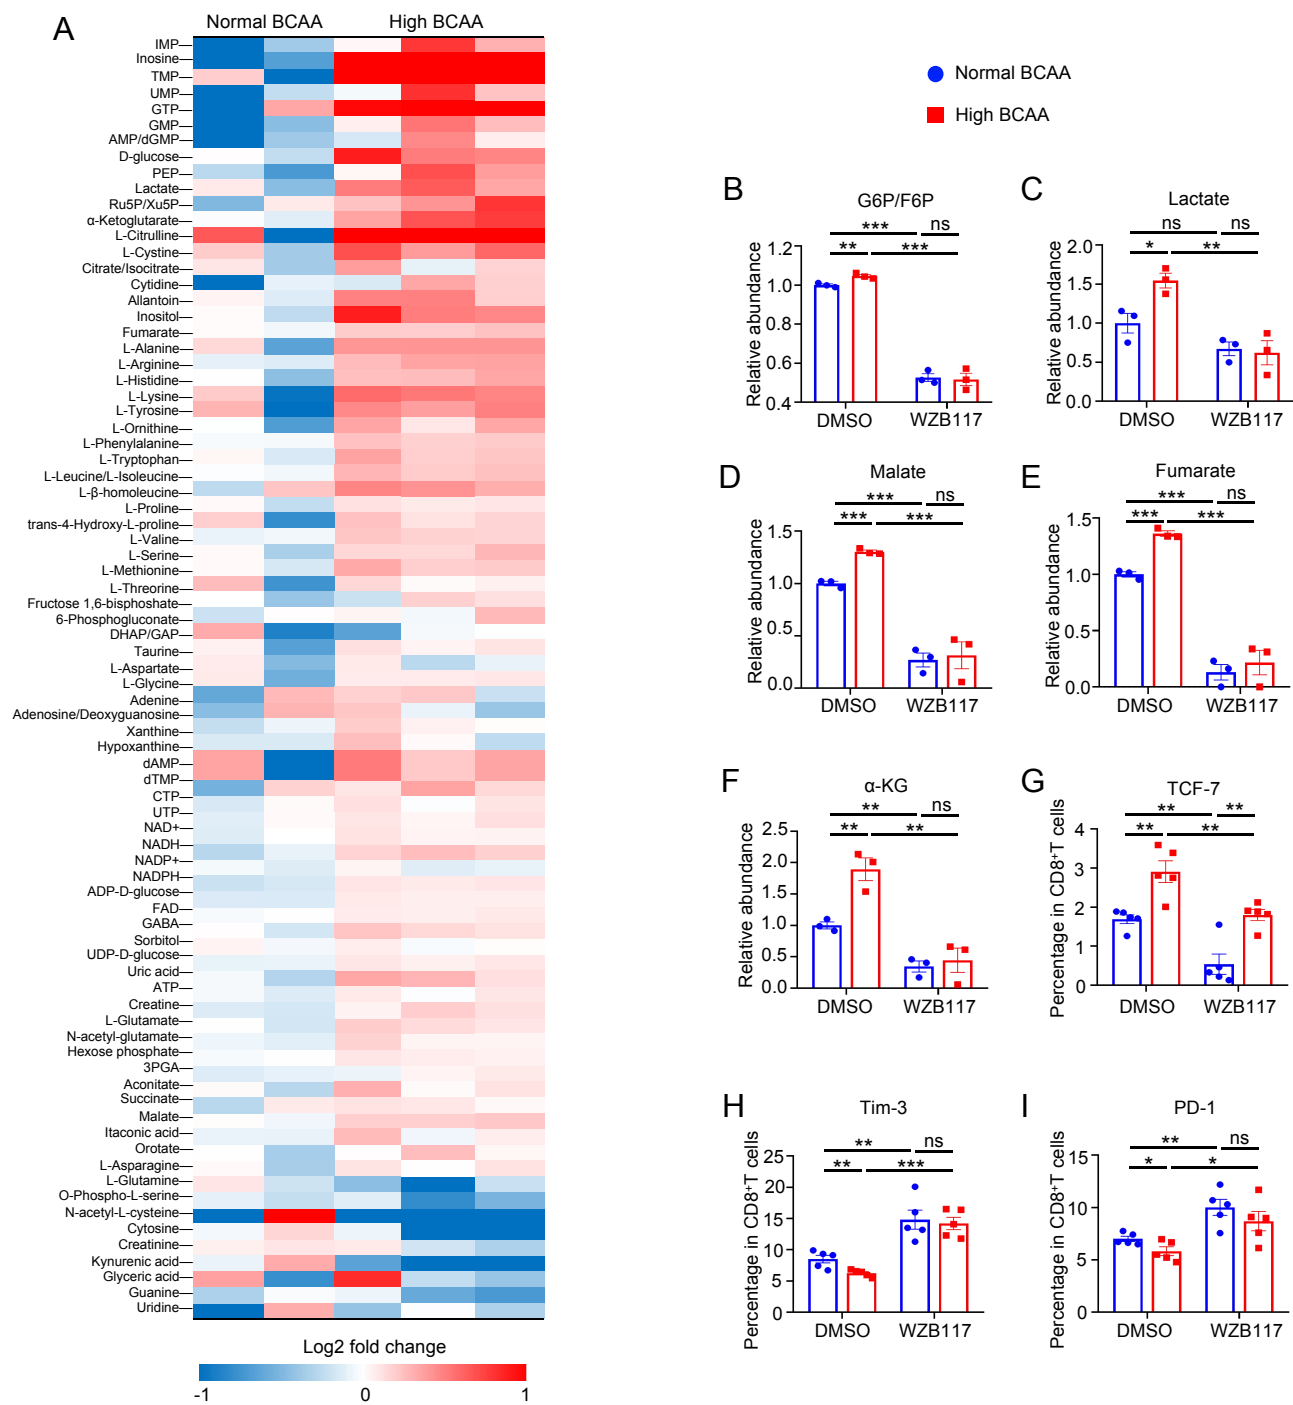 A
Normal BCAA
High BCAA
IMP
Inosine
TMP
UMP
GTP
GMP
AMP/dGMP
D-glucose
PEP
Lactate
Ru5P/Xu5P
α-Ketoglutarate
L-Citrulline
L-Cystine
Citrate/Isocitrate
Cytidine
Allantoin
Inositol
Fumarate
L-Alanine
L-Arginine
L-Histidine
L-Lysine
L-Tyrosine
L-Ornithine
L-Phenylalanine
L-Tryptophan
L-Leucine/L-Isoleucine
L-β-homoleucine
L-Proline
trans-4-Hydroxy-L-proline
L-Valine
L-Serine
L-Methionine
L-Threorine
Fructose 1,6-bisphoshate
6-Phosphogluconate
DHAP/GAP
Taurine
L-Aspartate
L-Glycine
Adenine
Adenosine/Deoxyguanosine
Xanthine
Hypoxanthine
dAMP
dTMP
CTP
UTP
NAD+
NADH
NADP+
NADPH
ADP-D-glucose
FAD
GABA
Sorbitol
UDP-D-glucose
Uric acid
ATP
Creatine
L-Glutamate
N-acetyl-glutamate
Hexose phosphate
3PGA
Aconitate
Succinate
Malate
Itaconic acid
Orotate
L-Asparagine
L-Glutamine
O-Phospho-L-serine
N-acetyl-L-cysteine
Cytosine
Creatinine
Kynurenic acid
Glyceric acid
Guanine
Uridine
Log2 fold change
-1
0
1
Normal BCAA
High BCAA
B
G6P/F6P
*** ns
** ***
Relative abundance
1.2
1.0
0.8
0.6
0.4
DMSO WZB117
C
Lactate
ns ns
* **
Relative abundance
2.0
1.5
1.0
0.5
0.0
DMSO WZB117
D
Malate
*** ns
*** ***
Relative abundance
1.5
1.0
0.5
0.0
DMSO WZB117
E
Fumarate
*** ns
*** ***
Relative abundance
1.5
1.0
0.5
0.0
DMSO WZB117
F
α-KG
** ns
** **
Relative abundance
2.5
2.0
1.5
1.0
0.5
0.0
DMSO WZB117
G
TCF-7
** **
** **
Percentage in CD8⁺T cells
4
3
2
1
0
DMSO WZB117
H
Tim-3
** ns
** ***
Percentage in CD8⁺T cells
25
20
15
10
5
0
DMSO WZB117
I
PD-1
** ns
* *
Percentage in CD8⁺T cells
15
10
5
0
DMSO WZB117